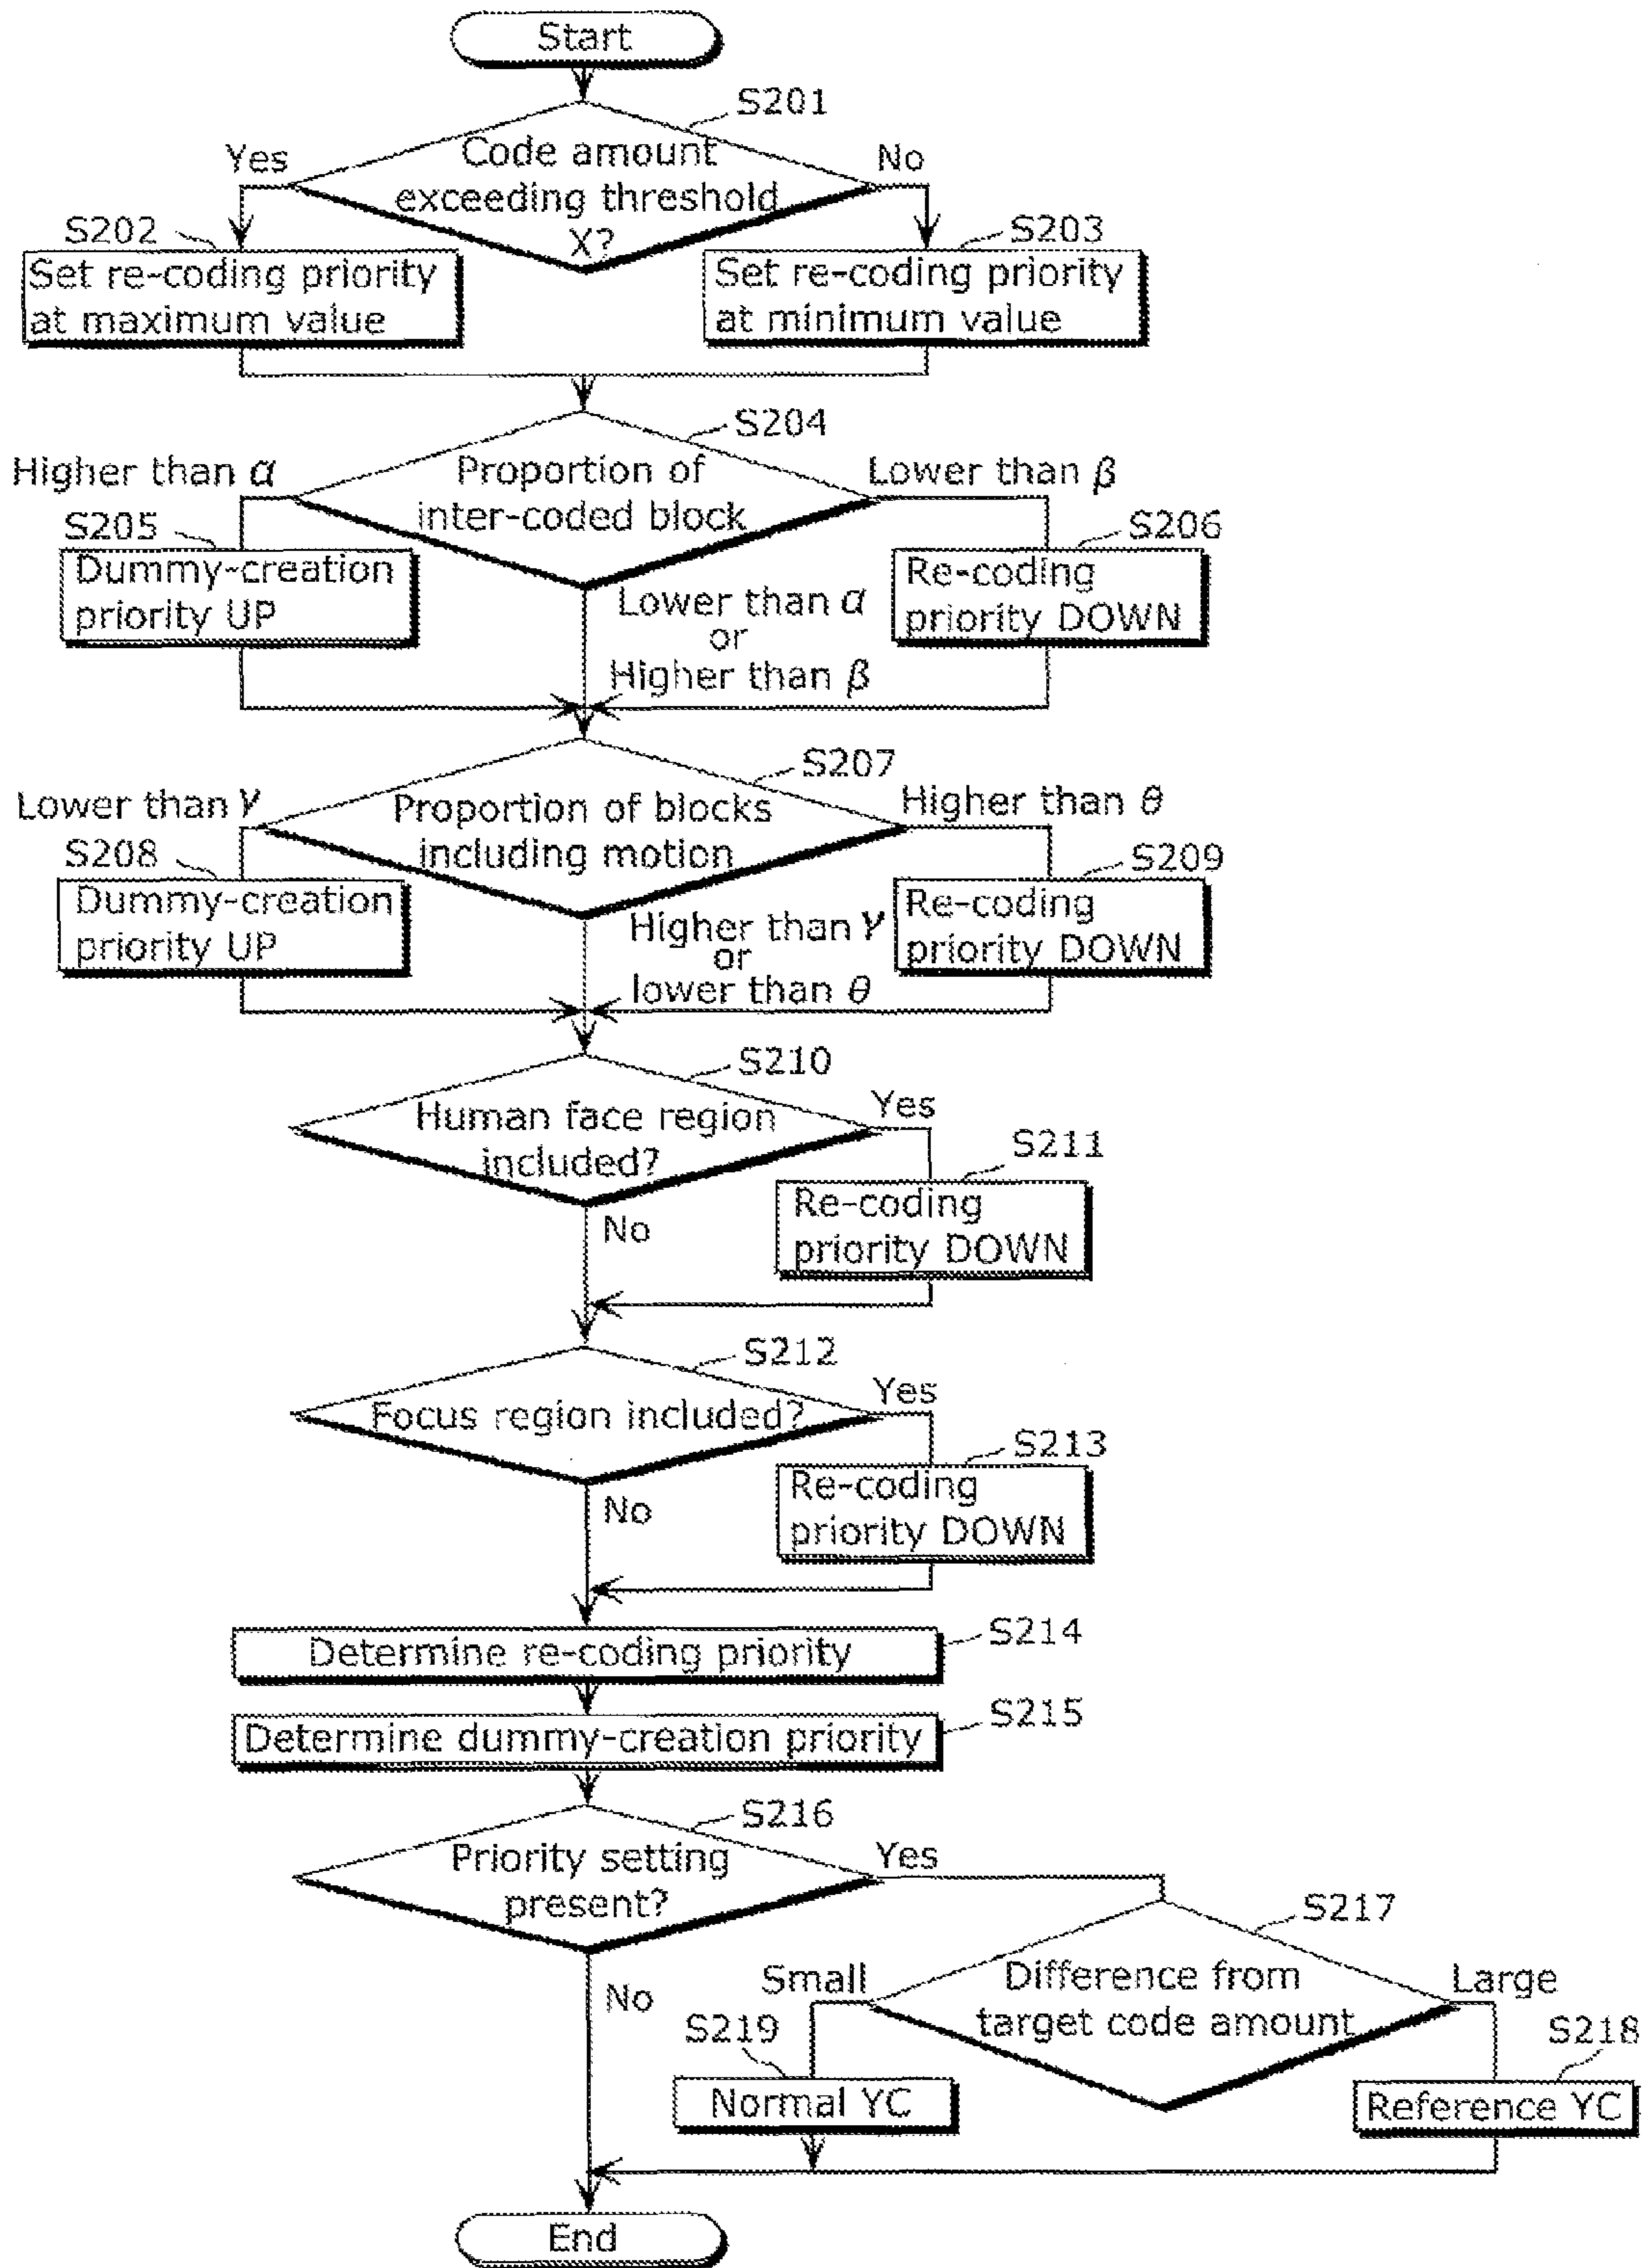 Start
S201
Yes
Code amount
No
exceeding threshold
X?
S202
S203
Set re-coding priority
at maximum value
Set re-coding priority
at minimum value
S204
Higher than α
Proportion of
inter-coded block
Lower than β
S205
S206
Dummy-creation
priority UP
Re-coding
priority DOWN
Lower than α
or
Higher than β
S207
Lower than γ
Proportion of blocks
including motion
Higher than θ
S208
S209
Dummy-creation
priority UP
Re-coding
priority DOWN
Higher than γ
or
lower than θ
S210
Human face region
included?
Yes
S211
Re-coding
priority DOWN
No
S212
Focus region included?
Yes
S213
Re-coding
priority DOWN
No
Determine re-coding priority
S214
Determine dummy-creation priority
S215
S216
Priority setting
present?
Yes
S217
No
Small
Difference from
target code amount
Large
S219
S218
Normal YC
Reference YC
End